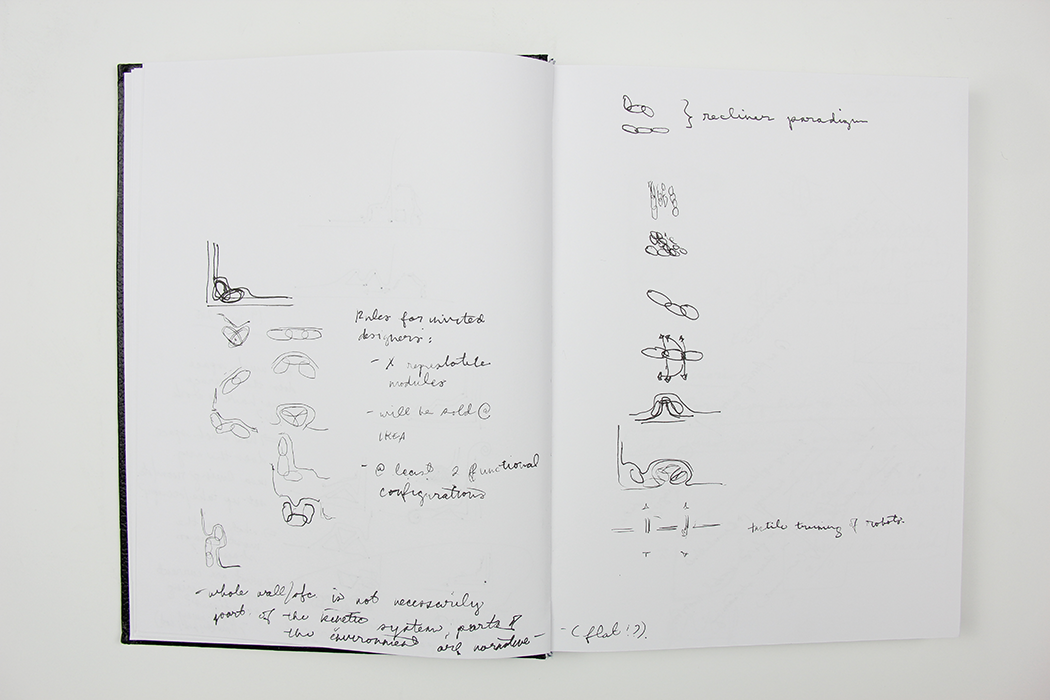 Rules for invited
designers:
- X repeatable
modules
- will be sold @
IKEA
- @ least 2 functional
configurations
- whole wall/ofc. is not necessarily
part of the kinetic system, parts of
the environment are narrative -
} recliner paradigm
tactile training of robots.
- (flat !?).